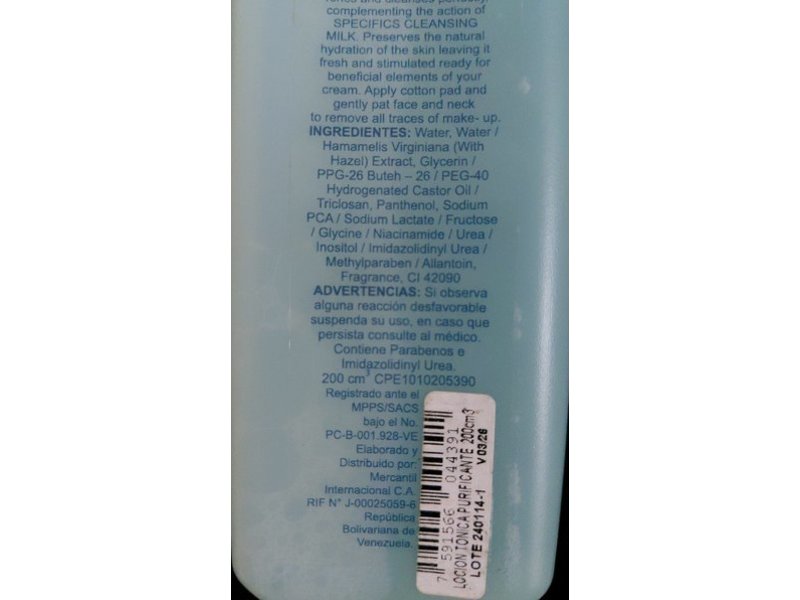 Tones and cleanses perfectly,
complementing the action of
SPECIFICS CLEANSING
MILK. Preserves the natural
hydration of the skin leaving it
fresh and stimulated ready for
beneficial elements of your
cream. Apply cotton pad and
gently pat face and neck
to remove all traces of make- up.
INGREDIENTES: Water, Water /
Hamamelis Virginiana (With
Hazel) Extract, Glycerin /
PPG-26 Buteh – 26 / PEG-40
Hydrogenated Castor Oil /
Triclosan, Panthenol, Sodium
PCA / Sodium Lactate / Fructose
/ Glycine / Niacinamide / Urea /
Inositol / Imidazolidinyl Urea /
Methylparaben / Allantoin,
Fragrance, CI 42090
ADVERTENCIAS: Si observa
alguna reacción desfavorable
suspenda su uso, en caso que
persista consulte al médico.
Contiene Parabenos e
Imidazolidinyl Urea.
200 cm³ CPE1010205390
Registrado ante el
MPPS/SACS
bajo el No.
PC-B-001.928-VE
Elaborado y
Distribuido por:
Mercantil
Internacional C.A.
RIF N° J-00025059-6
República
Bolivariana de
Venezuela.
7 591566 044391
LOCION TONICA PURIFICANTE 200cm3
LOTE 240114-1 V 03/26